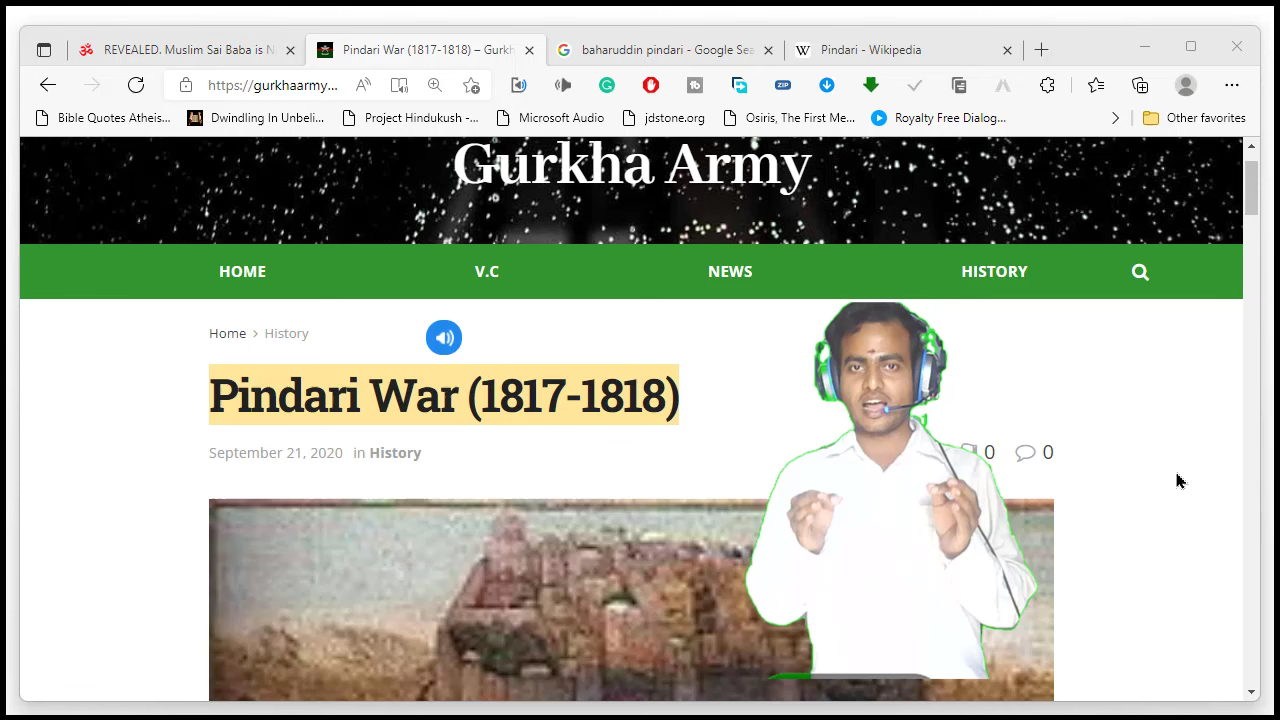 REVEALED. Muslim Sai Baba is N
Pindari War (1817-1818) – Gurkh
baharuddin pindari - Google Sea
Pindari - Wikipedia
https://gurkhaarmy...
Bible Quotes Atheis...
Dwindling In Unbeli...
Project Hindukush -...
Microsoft Audio
jdstone.org
Osiris, The First Me...
Royalty Free Dialog...
Other favorites
Gurkha Army
HOME
V.C
NEWS
HISTORY
Home > History
Pindari War (1817-1818)
September 21, 2020 in History
0
0